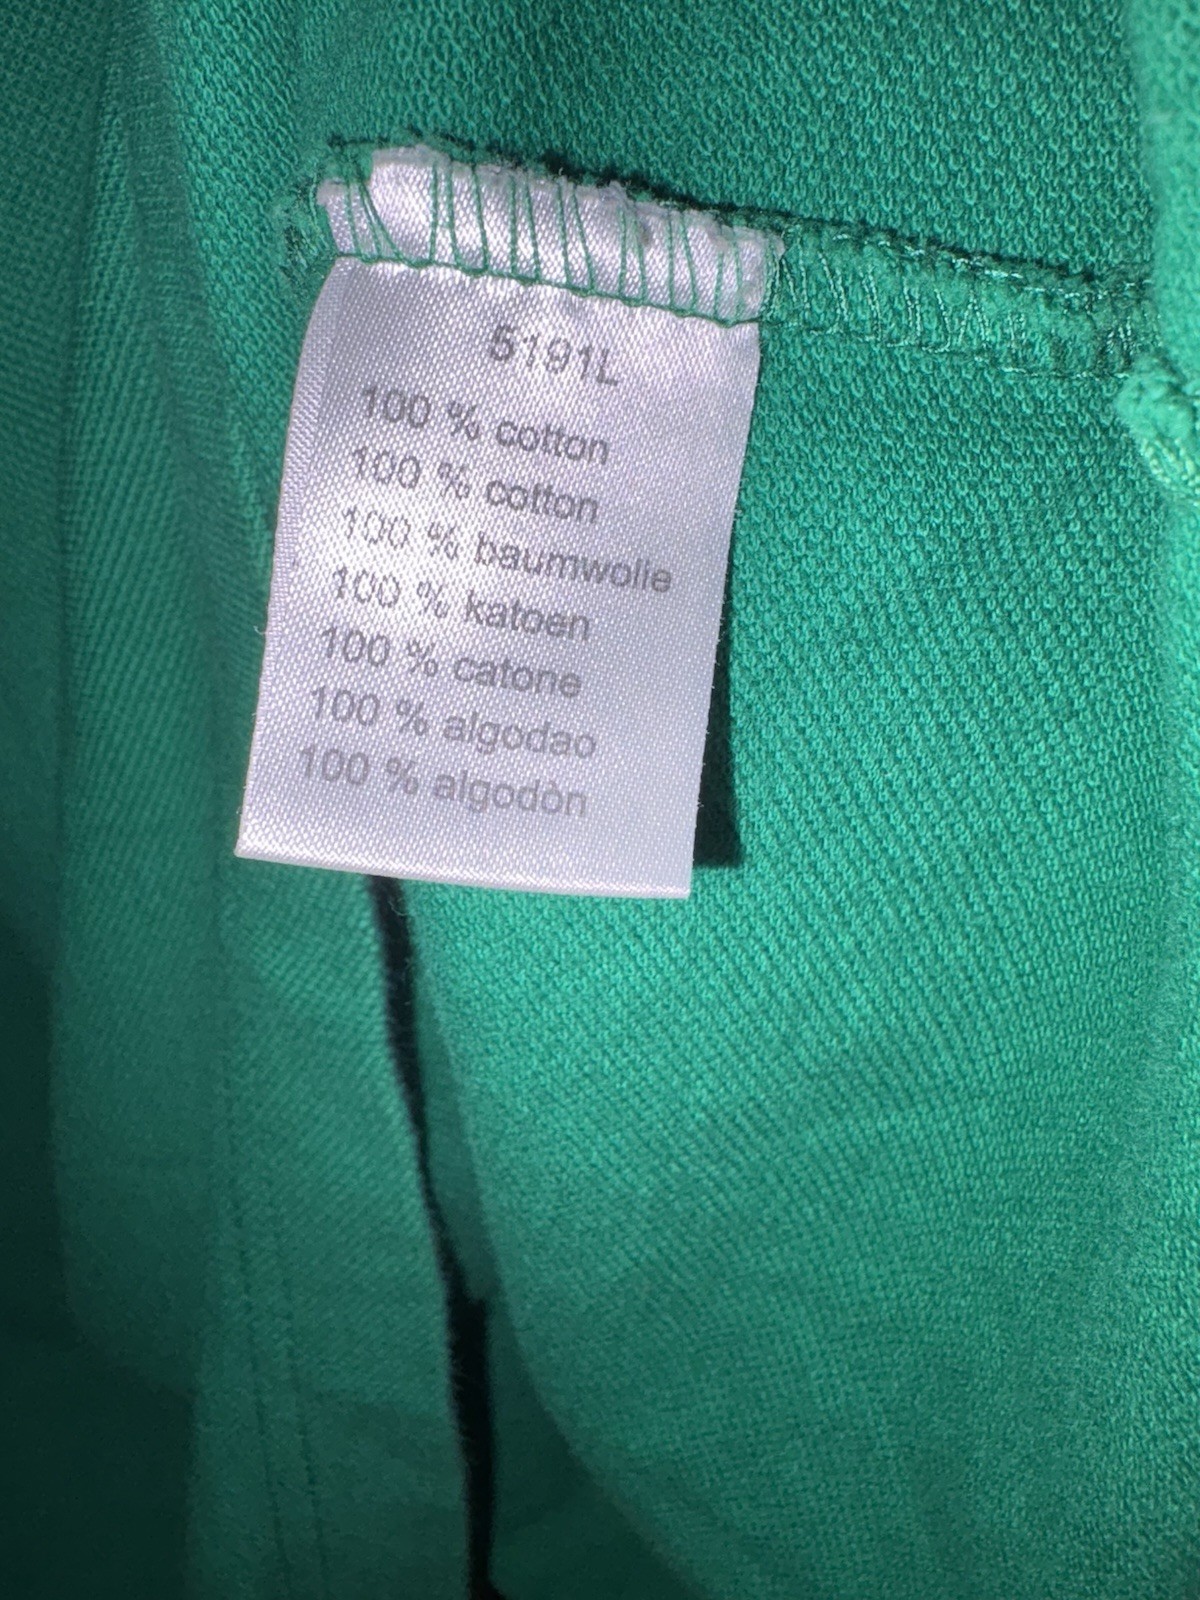 5191L
100 % cotton
100 % cotton
100 % baumwolle
100 % katoen
100 % catone
100 % algodao
100 % algodòn